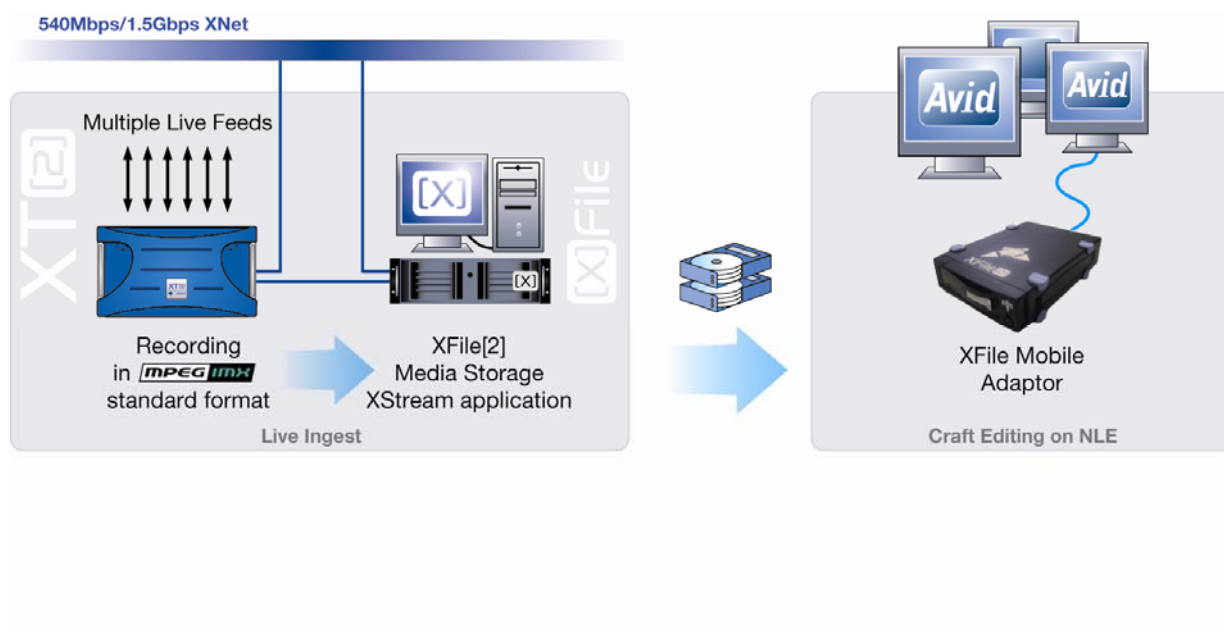 540Mbps/1.5Gbps XNet
XT[2]
Multiple Live Feeds
[X]
[X]
[X]File
Recording
in MPEG IMX
standard format
XFile[2]
Media Storage
XStream application
Live Ingest
Avid
Avid
XFile
XFile Mobile
Adaptor
Craft Editing on NLE